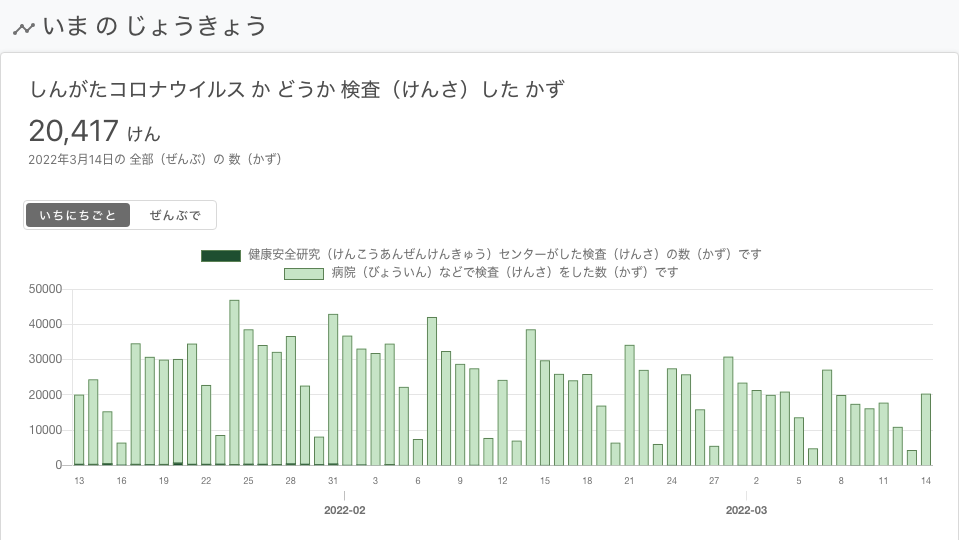 いま の じょうきょう
しんがたコロナウイルス か どうか 検査（けんさ）した かず
20,417 けん
2022年3月14日の 全部（ぜんぶ）の 数（かず）
いちにちごと ぜんぶで
健康安全研究（けんこうあんぜんけんきゅう）センターがした検査（けんさ）の数（かず）です
病院（びょういん）などで検査（けんさ）をした数（かず）です
50000
40000
30000
20000
10000
0
13 16 19 22 25 28 31 3 6 9 12 15 18 21 24 27 2 5 8 11 14
2022-02 2022-03